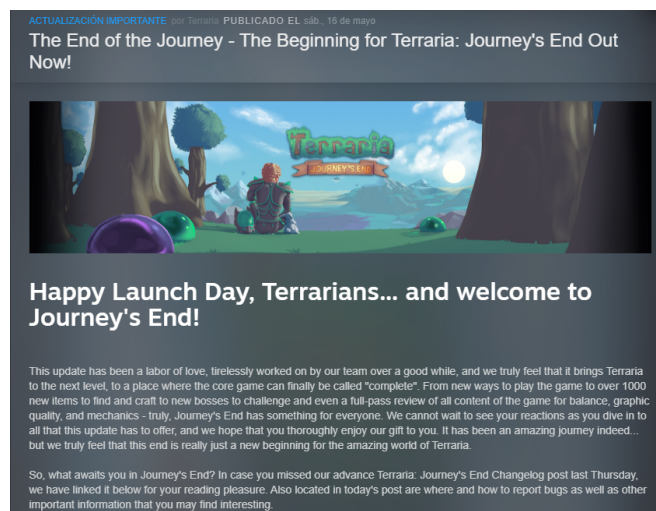 ACTUALIZACIÓN IMPORTANTE por Terraria PUBLICADO EL sáb., 16 de mayo
The End of the Journey - The Beginning for Terraria: Journey's End Out
Now!
Terraria
JOURNEY'S END
Happy Launch Day, Terrarians... and welcome to
Journey's End!
This update has been a labor of love, tirelessly worked on by our team over a good while, and we truly feel that it brings Terraria
to the next level, to a place where the core game can finally be called "complete". From new ways to play the game to over 1000
new items to find and craft to new bosses to challenge and even a full-pass review of all content of the game for balance, graphic
quality, and mechanics - truly, Journey's End has something for everyone. We cannot wait to see your reactions as you dive in to
all that this update has to offer, and we hope that you thoroughly enjoy our gift to you. It has been an amazing journey indeed...
but we truly feel that this end is really just a new beginning for the amazing world of Terraria.
So, what awaits you in Journey's End? In case you missed our advance Terraria: Journey's End Changelog post last Thursday,
we have linked it below for your reading pleasure. Also located in today's post are where and how to report bugs as well as other
important information that you may find interesting.